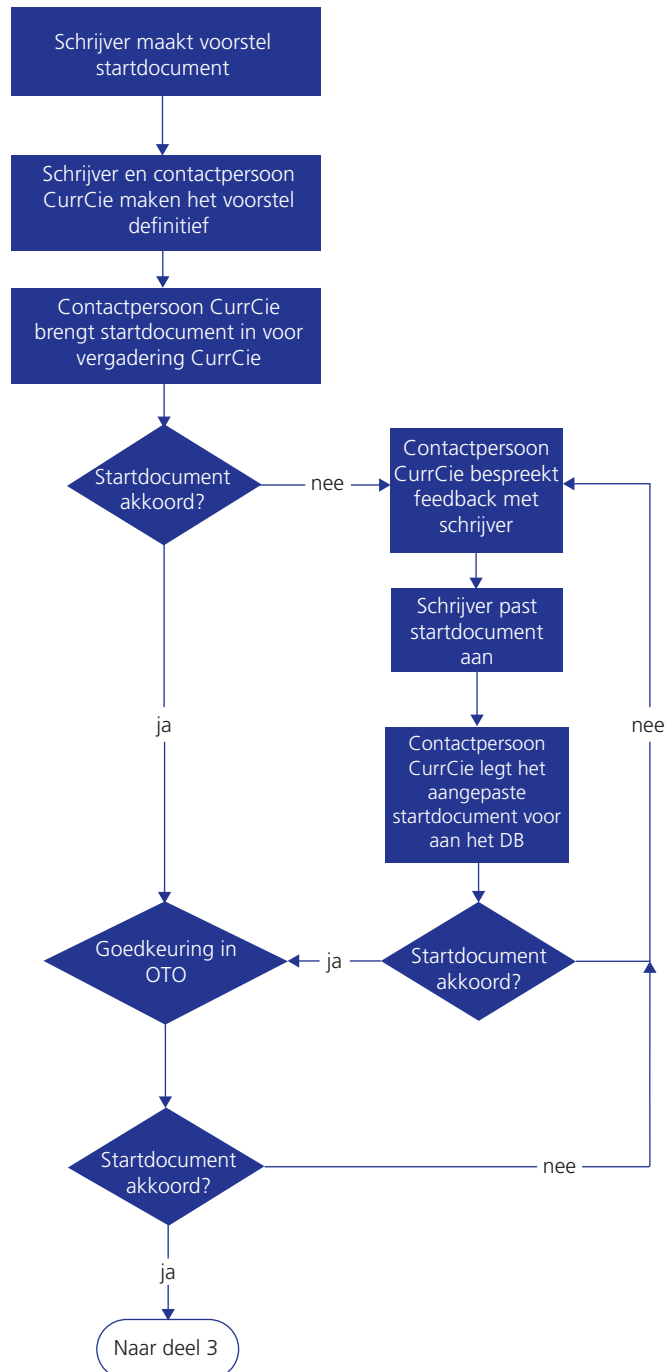 Schrijver maakt voorstel
startdocument
Schrijver en contactpersoon
CurrCie maken het voorstel
definitief
Contactpersoon CurrCie
brengt startdocument in voor
vergadering CurrCie
Startdocument
akkoord?
nee
Contactpersoon
CurrCie bespreekt
feedback met
schrijver
Schrijver past
startdocument
aan
ja
nee
Contactpersoon
CurrCie legt het
aangepaste
startdocument voor
aan het DB
Goedkeuring in
OTO
ja
Startdocument
akkoord?
Startdocument
akkoord?
nee
ja
Naar deel 3